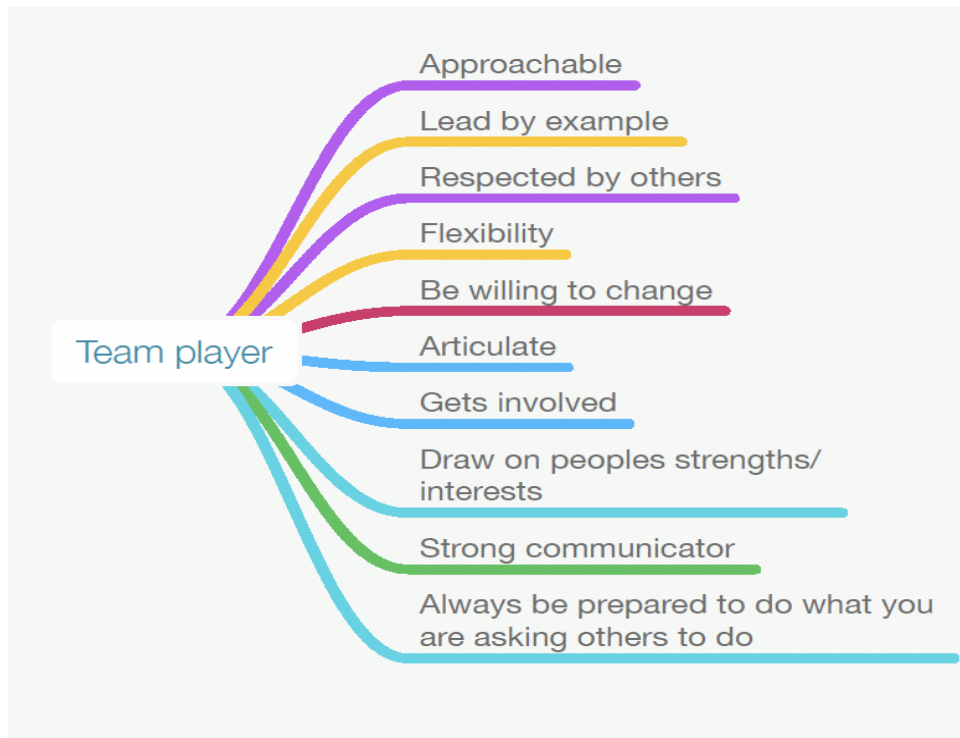 Approachable
Lead by example
Respected by others
Flexibility
Be willing to change
Team player
Articulate
Gets involved
Draw on peoples strengths/
interests
Strong communicator
Always be prepared to do what you
are asking others to do